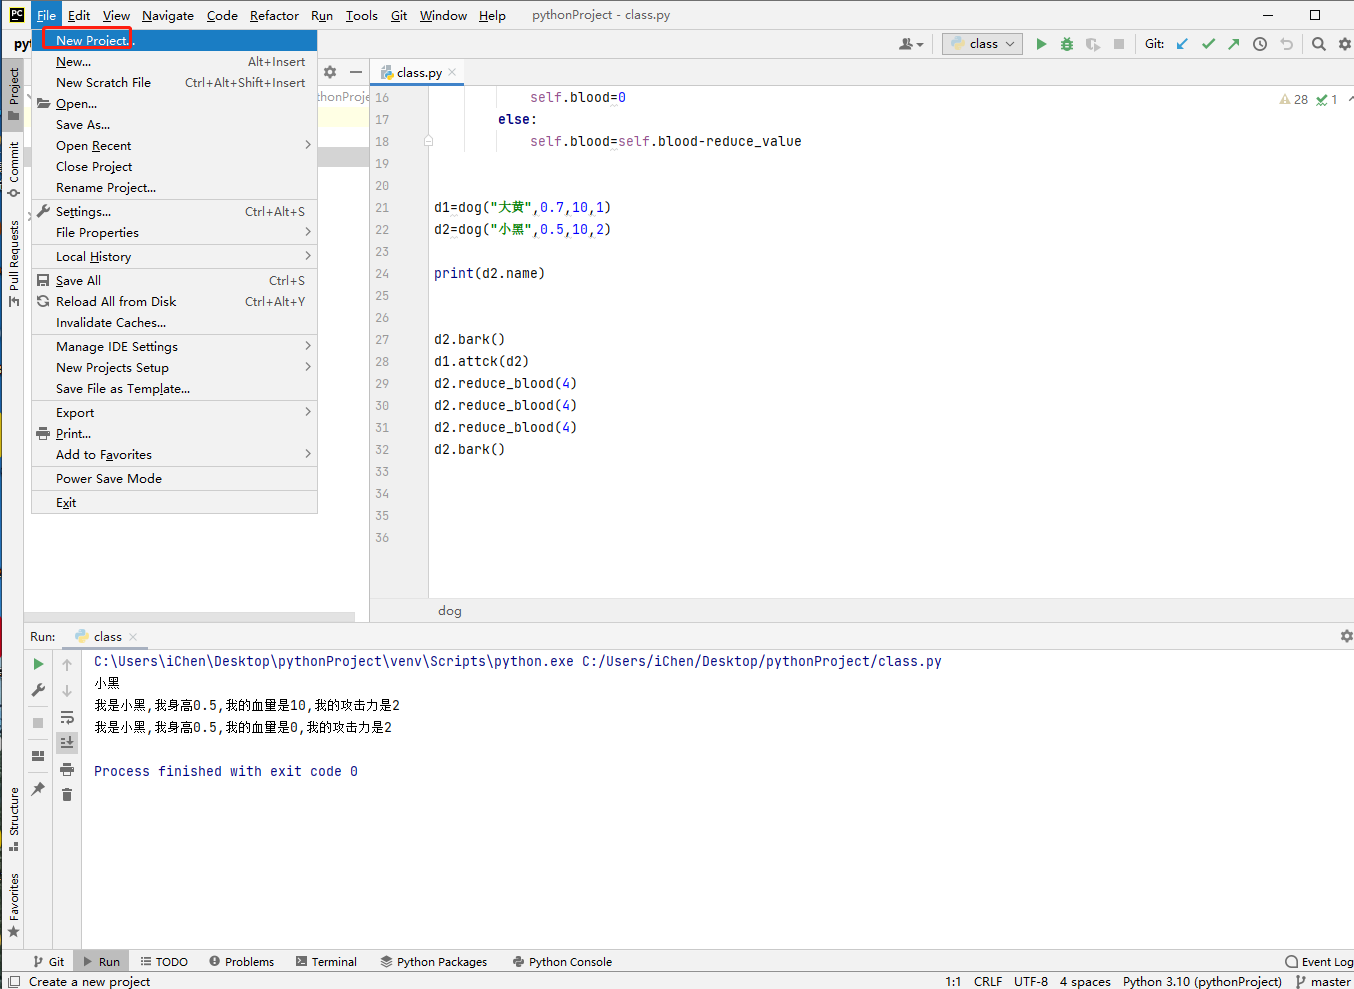 PC File Edit View Navigate Code Refactor Run Tools Git Window Help pythonProject - class.py
New Project...
New... Alt+Insert
New Scratch File Ctrl+Alt+Shift+Insert
Open...
Save As...
Open Recent
Close Project
Rename Project...
Settings... Ctrl+Alt+S
File Properties
Local History
Save All Ctrl+S
Reload All from Disk Ctrl+Alt+Y
Invalidate Caches...
Manage IDE Settings
New Projects Setup
Save File as Template...
Export
Print...
Add to Favorites
Power Save Mode
Exit
class
Git:
class.py
28 1
16 self.blood=0
17 else:
18 self.blood=self.blood-reduce_value
19
20
21 d1=dog("大黄",0.7,10,1)
22 d2=dog("小黑",0.5,10,2)
23
24 print(d2.name)
25
26
27 d2.bark()
28 d1.attck(d2)
29 d2.reduce_blood(4)
30 d2.reduce_blood(4)
31 d2.reduce_blood(4)
32 d2.bark()
33
34
35
36
dog
Project
Commit
Pull Requests
Structure
Favorites
Run: class
C:\Users\iChen\Desktop\pythonProject\venv\Scripts\python.exe C:/Users/iChen/Desktop/pythonProject/class.py
小黑
我是小黑,我身高0.5,我的血量是10,我的攻击力是2
我是小黑,我身高0.5,我的血量是0,我的攻击力是2
Process finished with exit code 0
Git Run TODO Problems Terminal Python Packages Python Console Event Log
Create a new project 1:1 CRLF UTF-8 4 spaces Python 3.10 (pythonProject) master